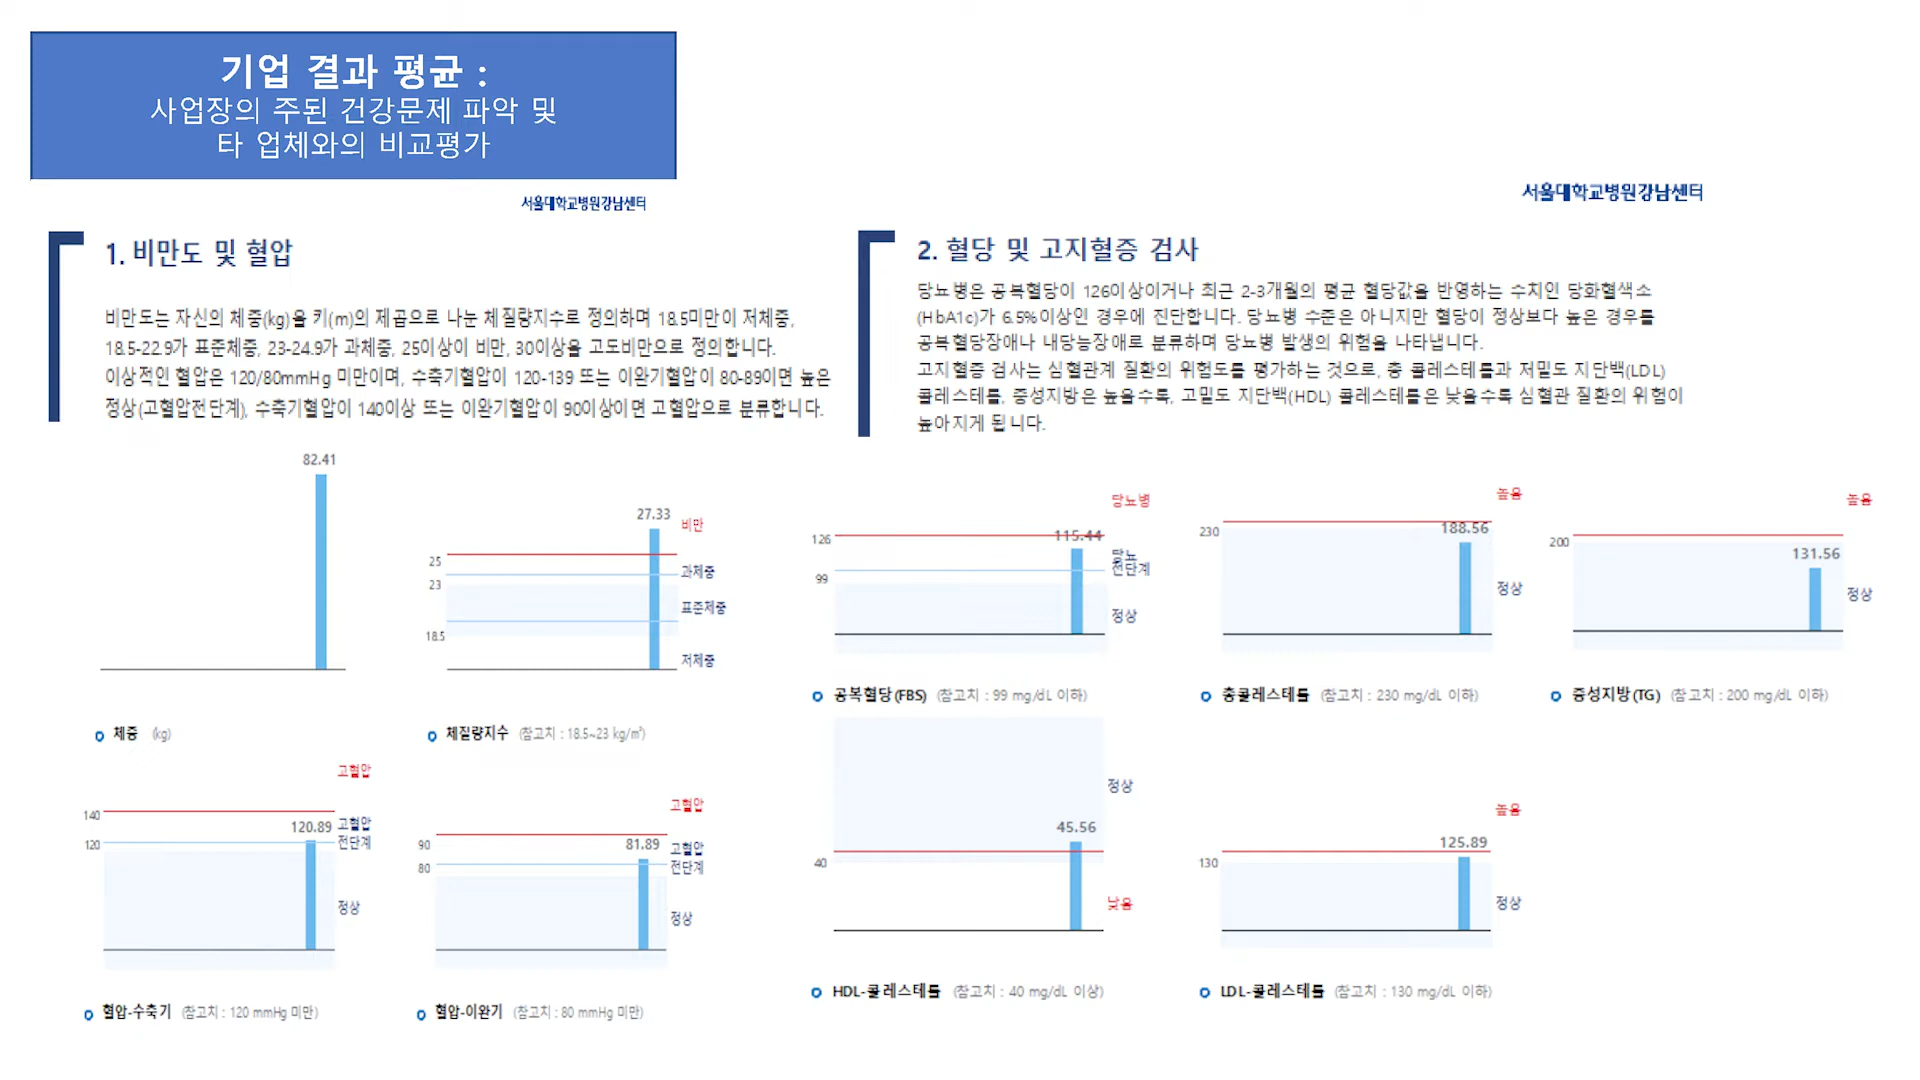 기업 결과 평균 :
사업장의 주된 건강문제 파악 및
타 업체와의 비교평가
서울대학교병원강남센터
1. 비만도 및 혈압
비만도는 자신의 체중(kg)을 키(m)의 제곱으로 나눈 체질량지수로 정의하며 18.5미만이 저체중,
18.5-22.9가 표준체중, 23-24.9가 과체중, 25이상이 비만, 30이상을 고도비만으로 정의합니다.
이상적인 혈압은 120/80mmHg 미만이며, 수축기혈압이 120-139 또는 이완기혈압이 80-89이면 높은
정상(고혈압전단계), 수축기혈압이 140이상 또는 이완기혈압이 90이상이면 고혈압으로 분류합니다.
82.41
체중 (kg)
27.33
비만
25
과체중
23
표준체중
18.5
저체중
체질량지수 (참고치 : 18.5~23 kg/m²)
고혈압
140
120.89
고혈압
전단계
120
정상
혈압-수축기 (참고치 : 120 mmHg 미만)
고혈압
90
81.89
고혈압
전단계
80
정상
혈압-이완기 (참고치 : 80 mmHg 미만)
서울대학교병원강남센터
2. 혈당 및 고지혈증 검사
당뇨병은 공복혈당이 126이상이거나 최근 2-3개월의 평균 혈당값을 반영하는 수치인 당화혈색소
(HbA1c)가 6.5%이상인 경우에 진단합니다. 당뇨병 수준은 아니지만 혈당이 정상보다 높은 경우를
공복혈당장애나 내당능장애로 분류하며 당뇨병 발생의 위험을 나타냅니다.
고지혈증 검사는 심혈관계 질환의 위험도를 평가하는 것으로, 총 콜레스테롤과 저밀도 지단백(LDL)
콜레스테롤, 중성지방은 높을수록, 고밀도 지단백(HDL) 콜레스테롤은 낮을수록 심혈관 질환의 위험이
높아지게 됩니다.
당뇨병
126
115.44
당뇨
전단계
99
정상
공복혈당(FBS) (참고치 : 99 mg/dL 이하)
높음
230
188.56
정상
총콜레스테롤 (참고치 : 230 mg/dL 이하)
높음
200
131.56
정상
중성지방(TG) (참고치 : 200 mg/dL 이하)
정상
45.56
40
낮음
HDL-콜레스테롤 (참고치 : 40 mg/dL 이상)
높음
125.89
130
정상
LDL-콜레스테롤 (참고치 : 130 mg/dL 이하)